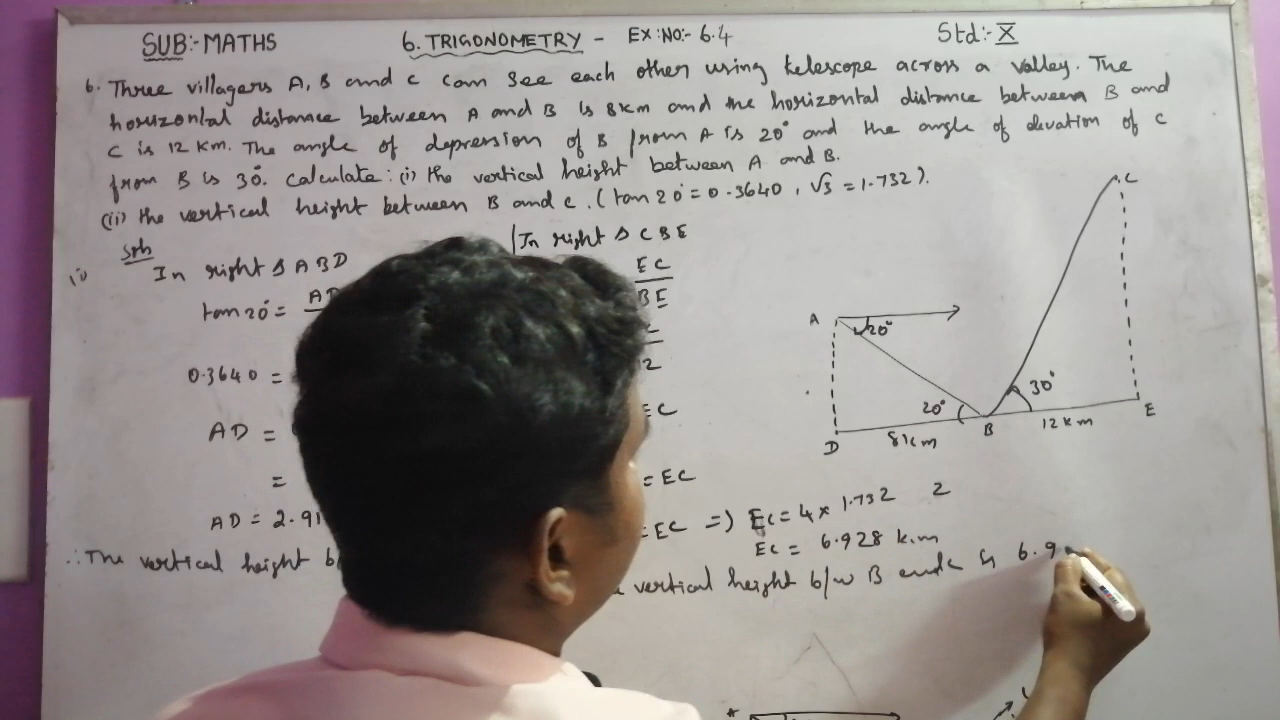 SUB:- MATHS 6. TRIGONOMETRY - EX:NO:- 6.4 Std:- X
6. Three villagers A, B and C can see each other using telescope across a valley. The
horizontal distance between A and B is 8km and the horizontal distance between B and
C is 12 km. The angle of depression of B from A is 20° and the angle of elevation of C
from B is 30°. Calculate: (i) the vertical height between A and B.
(ii) the vertical height between B and C. (tan 20° = 0.3640, √3 = 1.732).
Soln
(i)
In right Δ ABD
tan 20° =
0.3640 =
AD =
=
AD = 2.91
∴ The vertical height b/
In right Δ CBE
EC
BE
2
EC
= EC
= EC => EC = 4 × 1.732 2
EC = 6.928 k.m
vertical height b/w B and C is 6.9
C
A 20°
30°
20°
D 8km B 12 km E
A